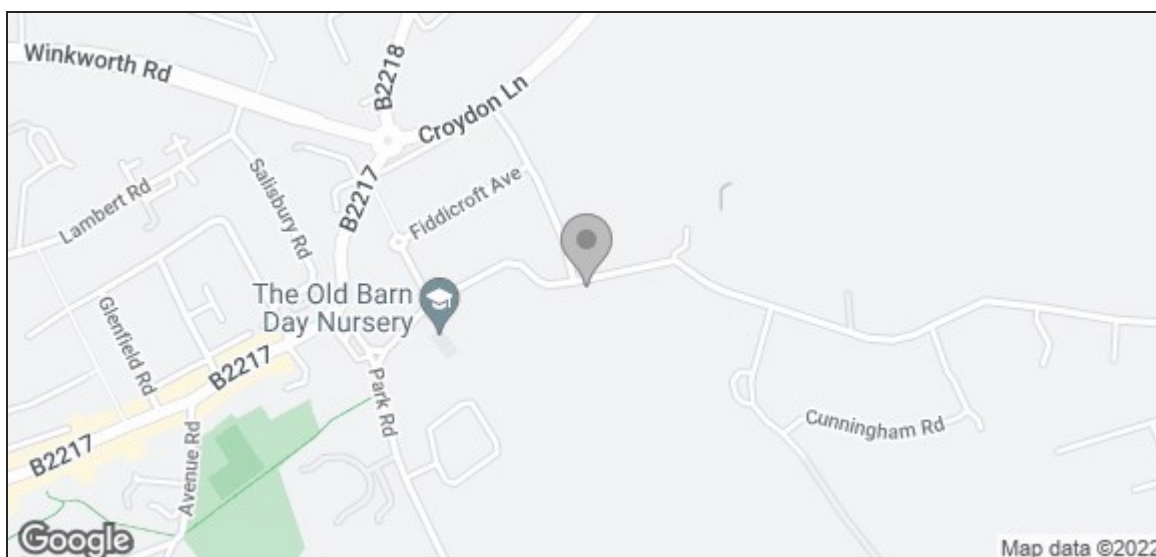 Winkworth Rd
B2218
Croydon Ln
Salisbury Rd
B2217
Fiddicroft Ave
Lambert Rd
The Old Barn
Day Nursery
Glenfield Rd
B2217
Park Rd
B2217
Avenue Rd
Cunningham Rd
Google
Map data ©2022